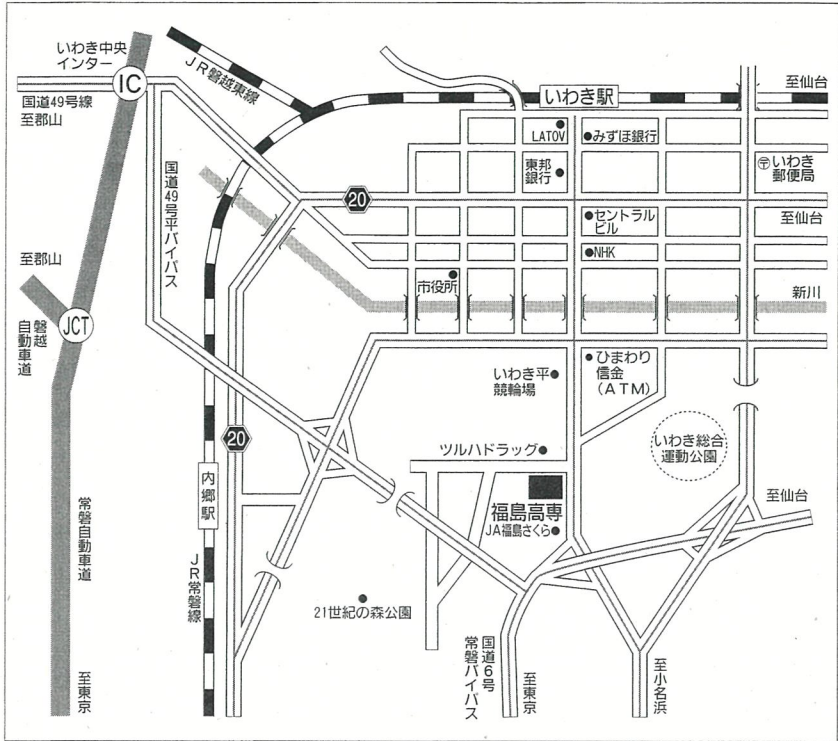 いわき中央
インター
IC
国道49号線
至郡山
JR磐越東線
いわき駅
至仙台
LATOV
みずほ銀行
東邦
銀行
〶いわき
郵便局
国道49号平バイパス
20
セントラル
ビル
至仙台
NHK
至郡山
市役所
新川
JCT
磐越
自動車道
いわき平
競輪場
ひまわり
信金
(ATM)
20
ツルハドラッグ
いわき総合
運動公園
内郷駅
福島高専
JA福島さくら
至仙台
常磐自動車道
JR常磐線
21世紀の森公園
国道6号
常磐バイパス
至東京
至東京
至小名浜